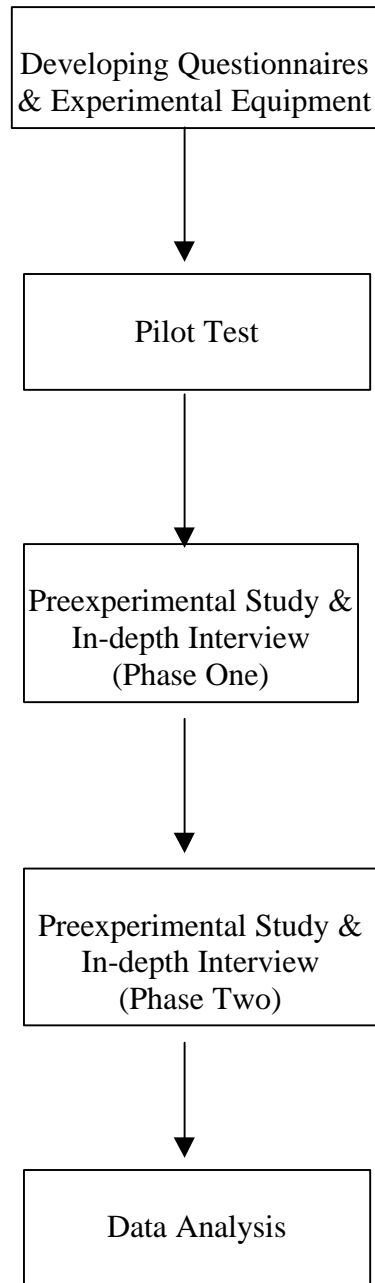 Developing Questionnaires
& Experimental Equipment
Pilot Test
Preexperimental Study &
In-depth Interview
(Phase One)
Preexperimental Study &
In-depth Interview
(Phase Two)
Data Analysis